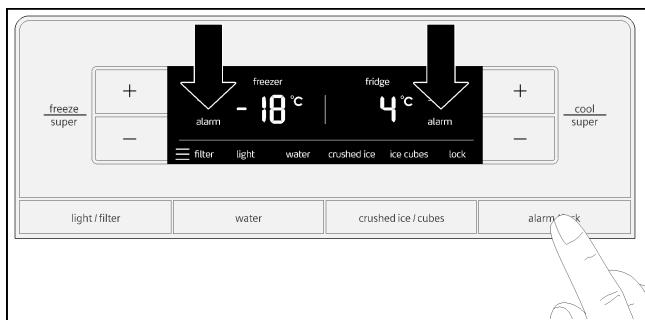 freezer
fridge
alarm
- 18 °C
4 °C
alarm
freeze
super
+
−
+
−
cool
super
filter light water crushed ice ice cubes lock
light / filter
water
crushed ice / cubes